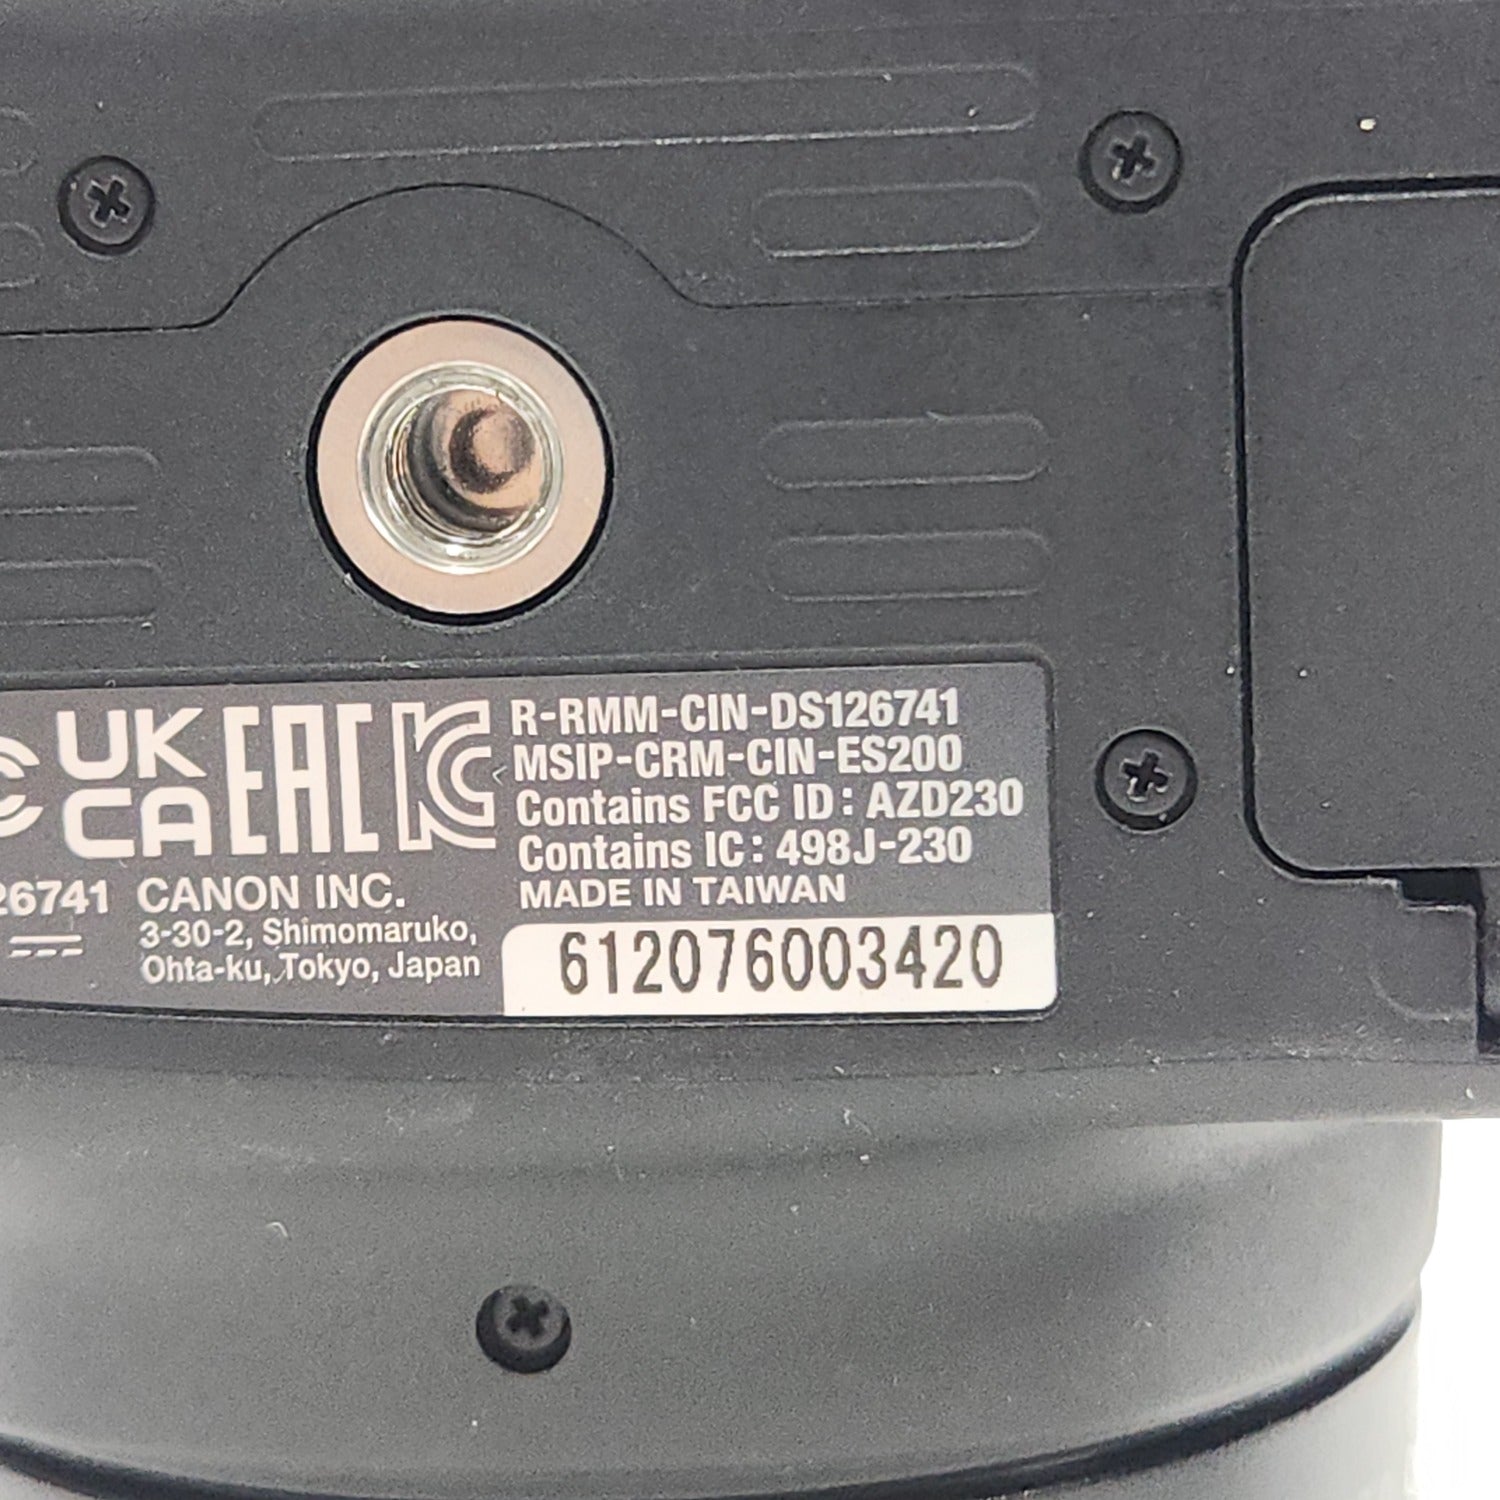 UK
CA
EAC
R-RMM-CIN-DS126741
MSIP-CRM-CIN-ES200
Contains FCC ID: AZD230
Contains IC: 498J-230
MADE IN TAIWAN
26741 CANON INC.
3-30-2, Shimomaruko,
Ohta-ku, Tokyo, Japan
612076003420